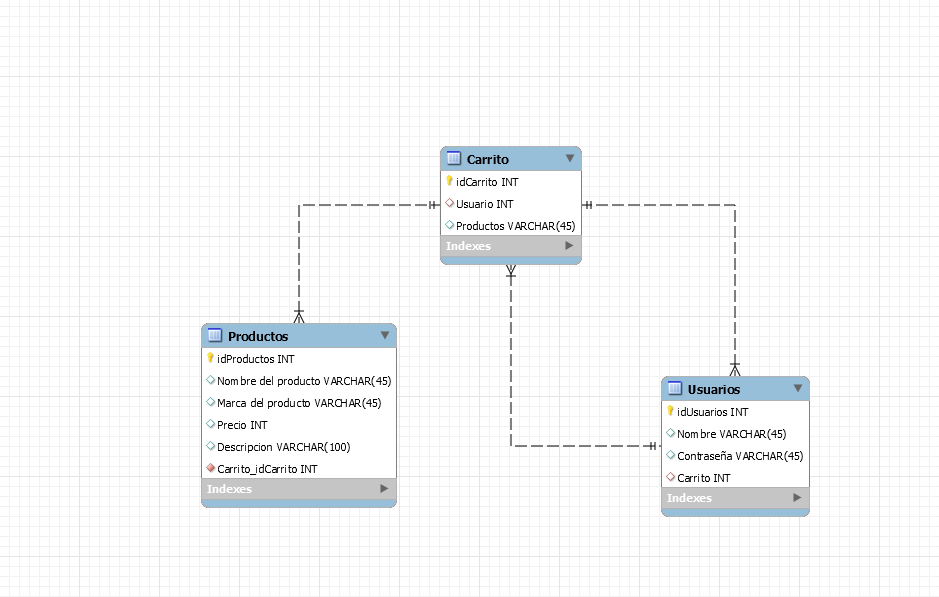 Carrito
idCarrito INT
Usuario INT
Productos VARCHAR(45)
Indexes
Productos
idProductos INT
Nombre del producto VARCHAR(45)
Marca del producto VARCHAR(45)
Precio INT
Descripcion VARCHAR(100)
Carrito_idCarrito INT
Indexes
Usuarios
idUsuarios INT
Nombre VARCHAR(45)
Contraseña VARCHAR(45)
Carrito INT
Indexes